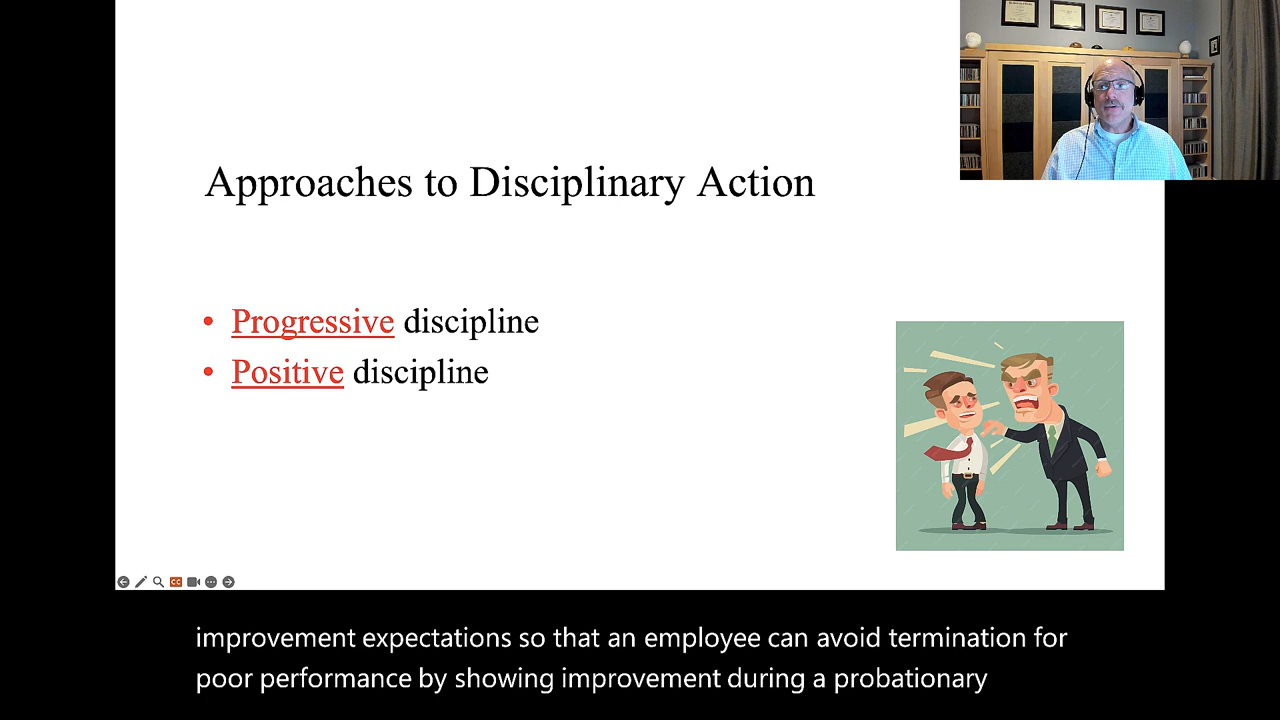 Approaches to Disciplinary Action
• Progressive discipline
• Positive discipline
CC
improvement expectations so that an employee can avoid termination for
poor performance by showing improvement during a probationary